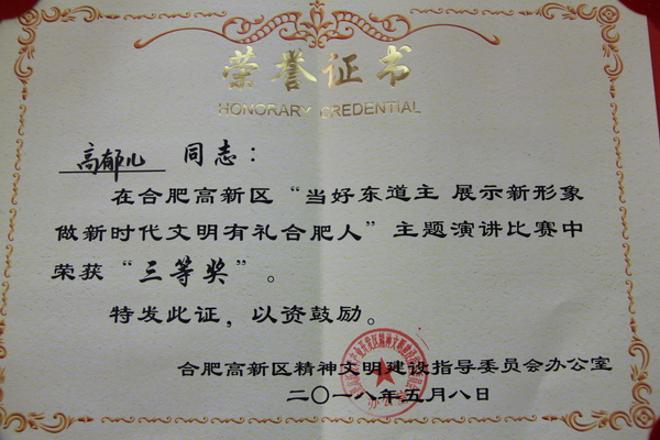 荣誉证书
HONORARY CREDENTIAL
高郁儿 同志：
在合肥高新区“当好东道主 展示新形象
做新时代文明有礼合肥人”主题演讲比赛中
荣获“三等奖”。
特发此证，以资鼓励。
合肥高新区精神文明建设指导委员会办公室
二〇一八年五月八日
办公室